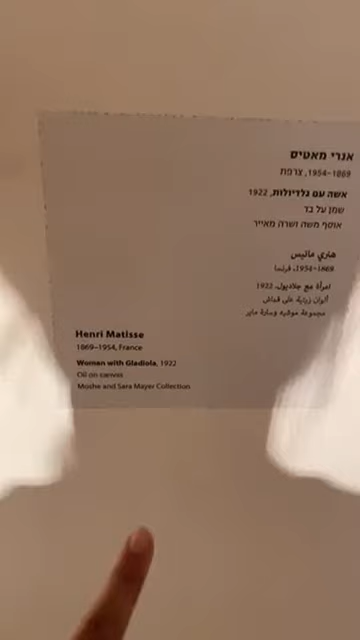 אנרי מאטיס
1954-1869, צרפת
אשה עם גלדיולות, 1922
שמן על בד
אוסף משה ושרה מאייר
هنري ماتيس
1869-1954، فرنسا
امرأة مع جلاديول، 1922
ألوان زيتية على قماش
مجموعة موشيه وسارة ماير
Henri Matisse
1869–1954, France
Woman with Gladiola, 1922
Oil on canvas
Moshe and Sara Mayer Collection